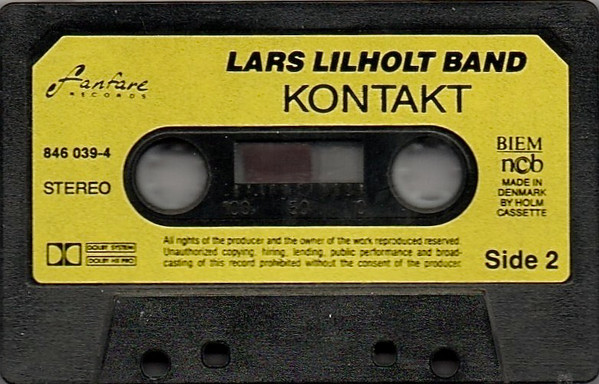 fanfare
RECORDS
LARS LILHOLT BAND
KONTAKT
846 039-4
STEREO
BIEM
ncb
MADE IN
DENMARK
BY HOLM
CASSETTE
100
50
0
DOLBY SYSTEM
DOLBY HX PRO
All rights of the producer and the owner of the work reproduced reserved.
Unauthorized copying, hiring, lending, public performance and broad-
casting of this record prohibited without the consent of the producer.
Side 2